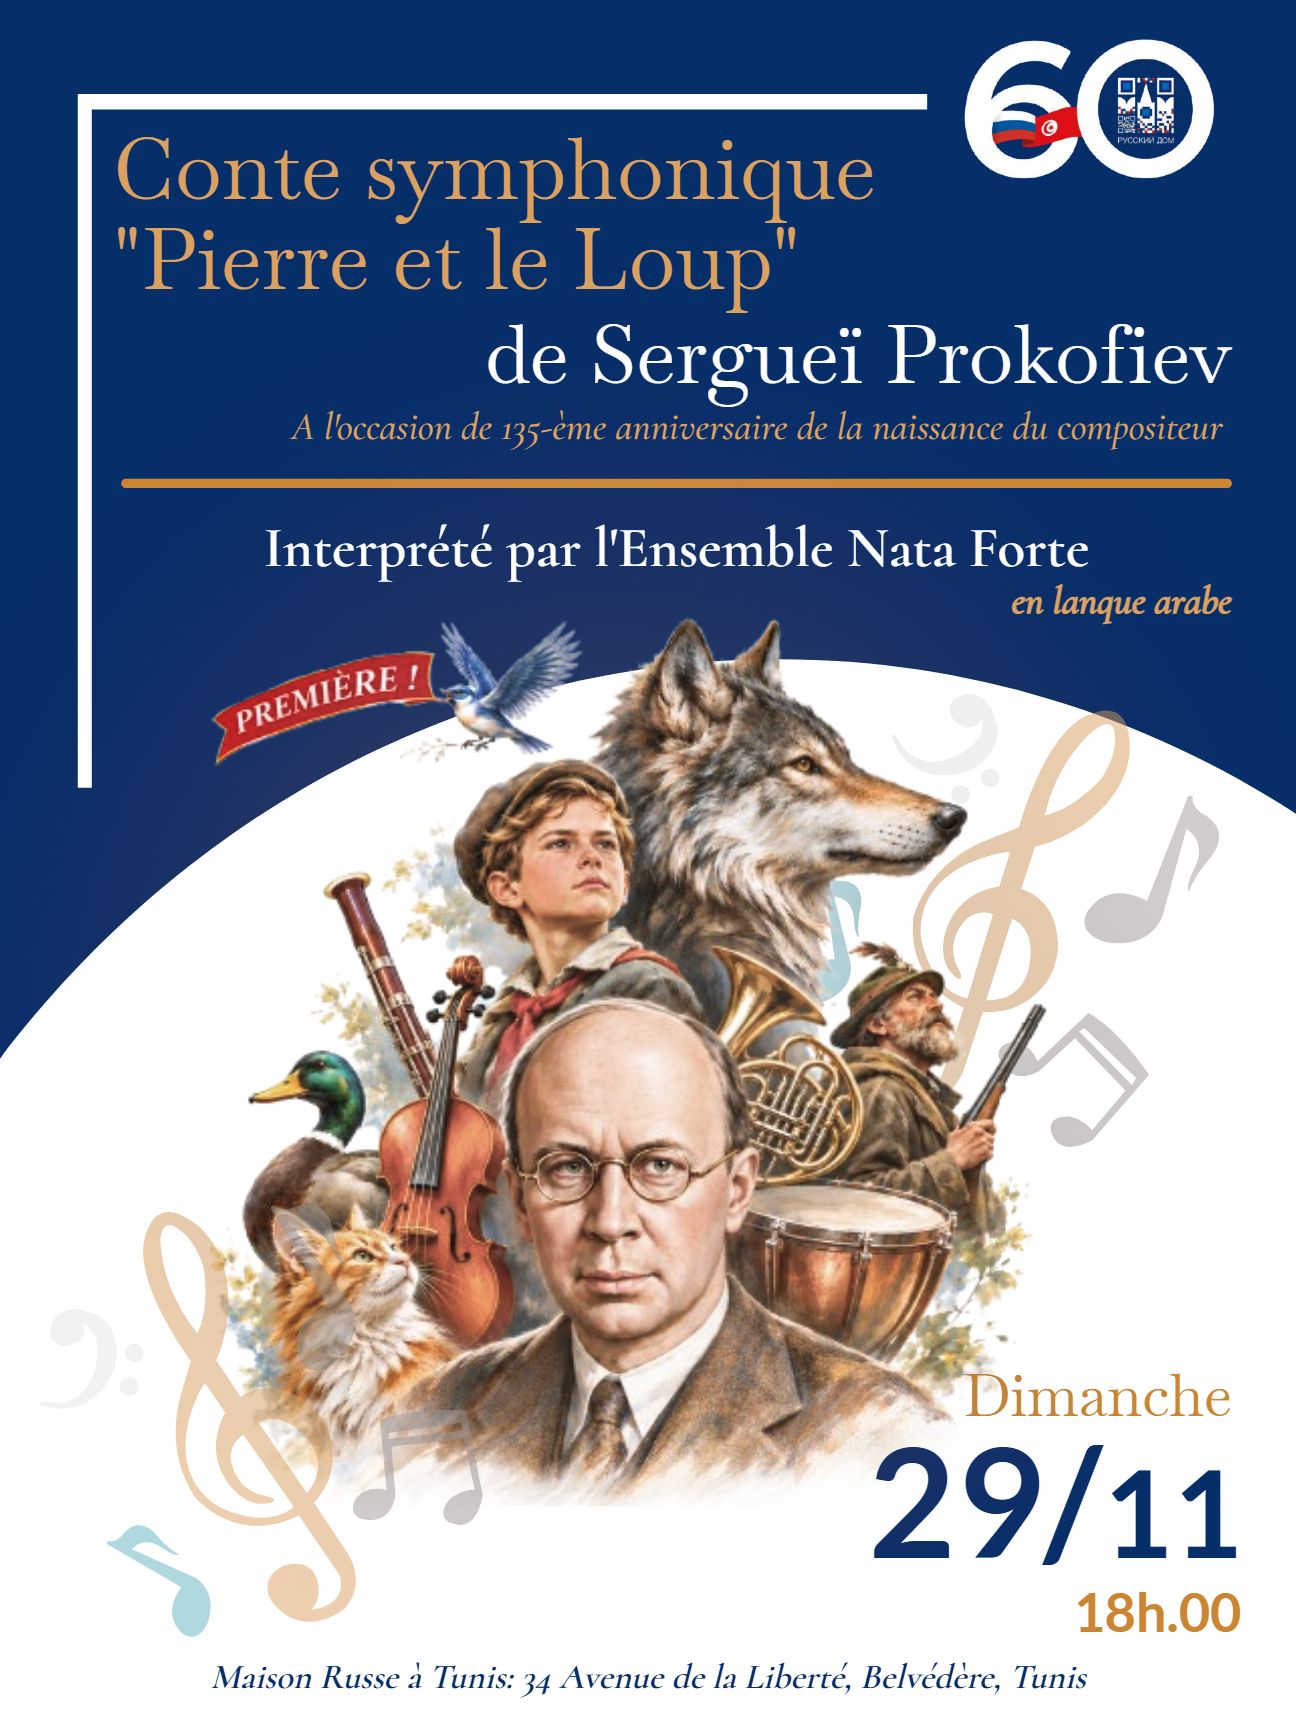 60
РУССКИЙ ДОМ
Conte symphonique
"Pierre et le Loup"
de Sergueï Prokofiev
A l'occasion de 135-ème anniversaire de la naissance du compositeur
Interprété par l'Ensemble Nata Forte
en lanque arabe
PREMIÈRE !
Dimanche
29/11
18h.00
Maison Russe à Tunis: 34 Avenue de la Liberté, Belvédère, Tunis